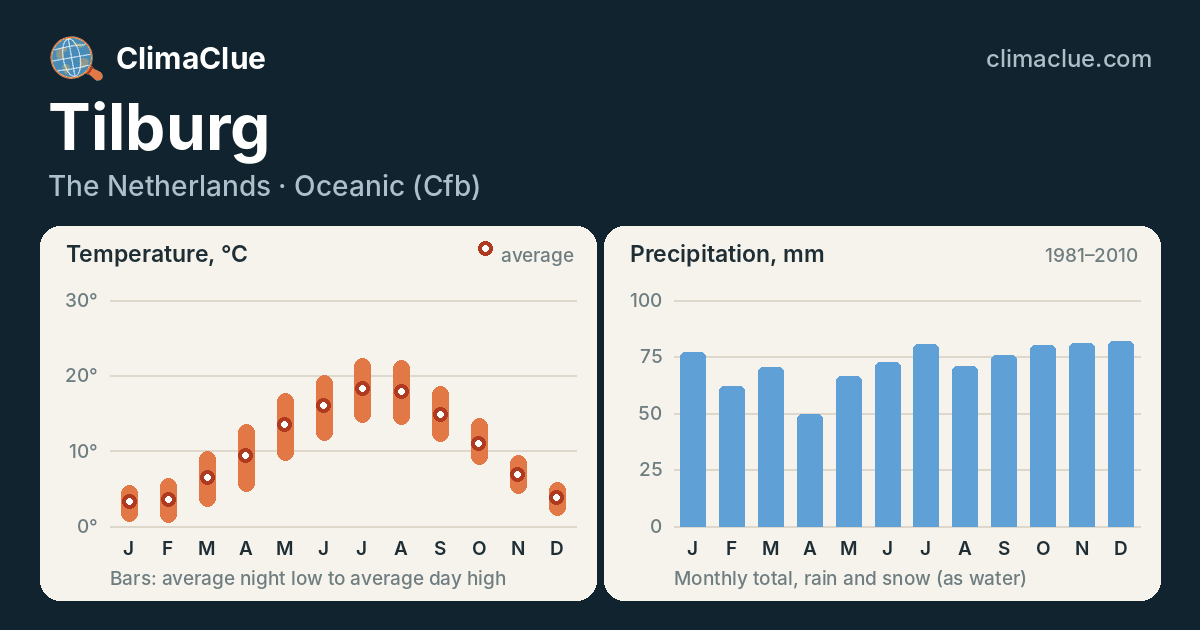 ClimaClue
climaclue.com
Tilburg
The Netherlands · Oceanic (Cfb)
Temperature, °C
average
30°
20°
10°
0°
J F M A M J J A S O N D
Bars: average night low to average day high
Precipitation, mm
1981–2010
100
75
50
25
0
J F M A M J J A S O N D
Monthly total, rain and snow (as water)